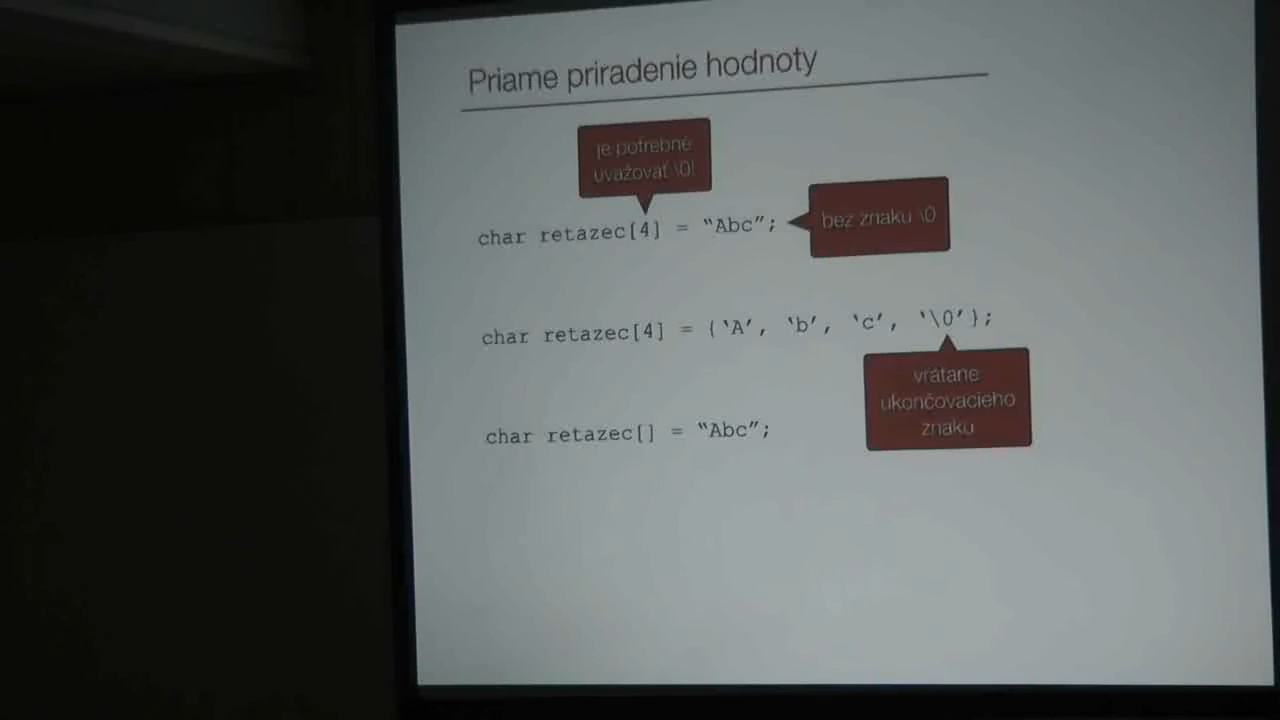 Priame priradenie hodnoty
je potrebné
uvažovať \0!
char retazec[4] = “Abc”;
bez znaku \0
char retazec[4] = {‘A’, ‘b’, ‘c’, ‘\0’};
vrátane
ukončovacieho
znaku
char retazec[] = “Abc”;